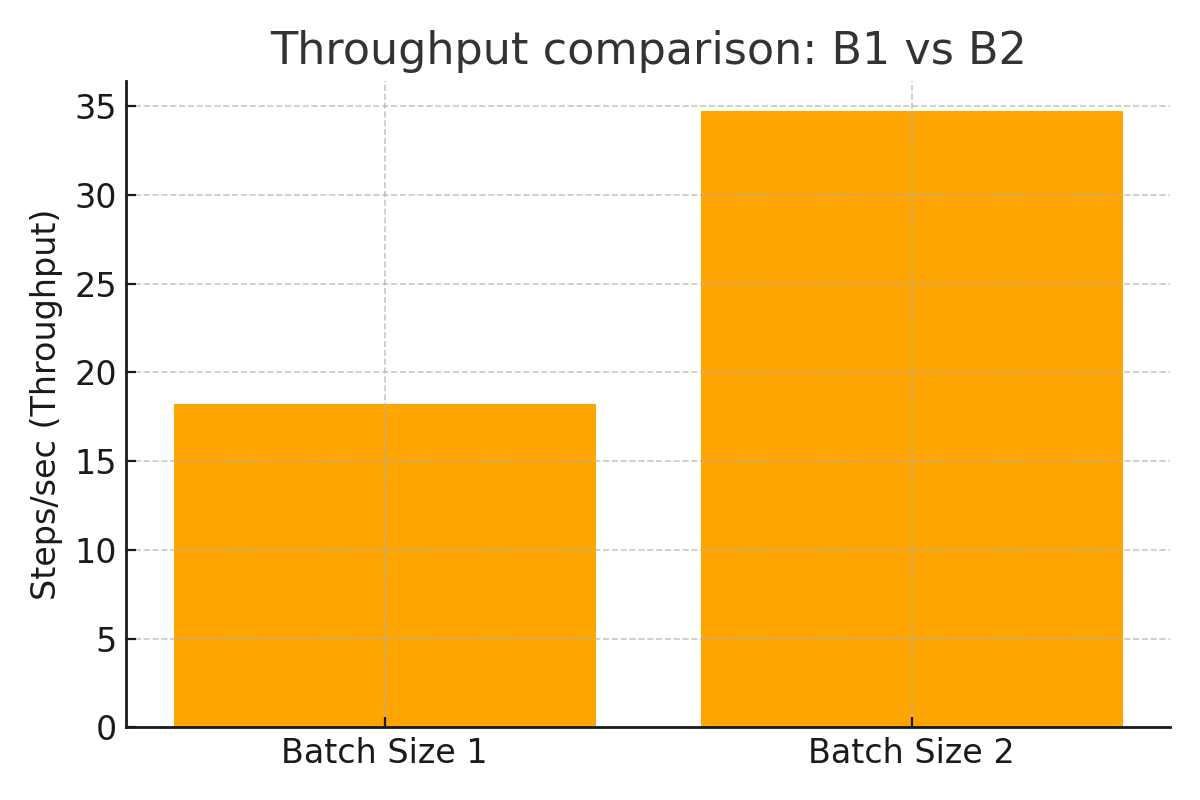 Throughput comparison: B1 vs B2
Steps/sec (Throughput)
35
30
25
20
15
10
5
0
Batch Size 1
Batch Size 2